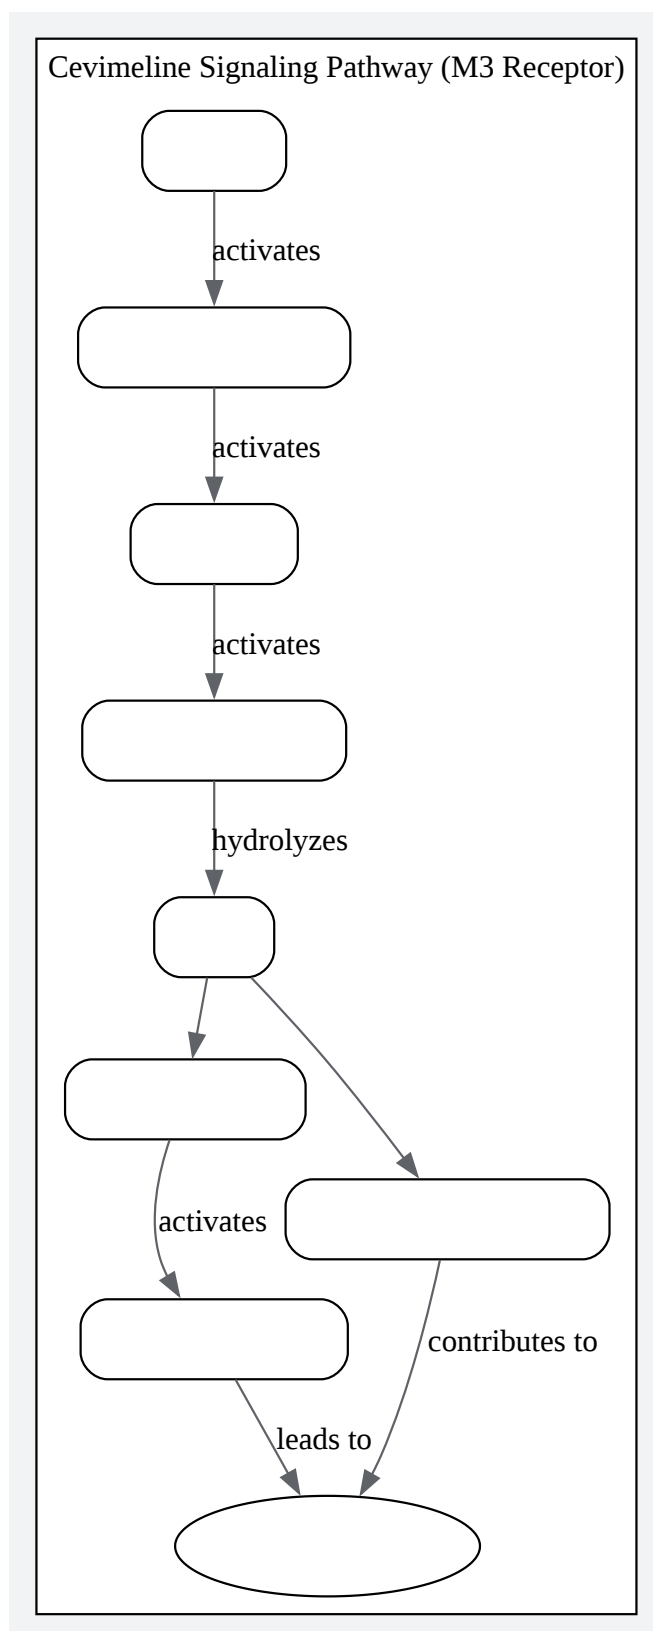 Cevimeline Signaling Pathway (M3 Receptor)
activates
activates
activates
hydrolyzes
activates
contributes to
leads to